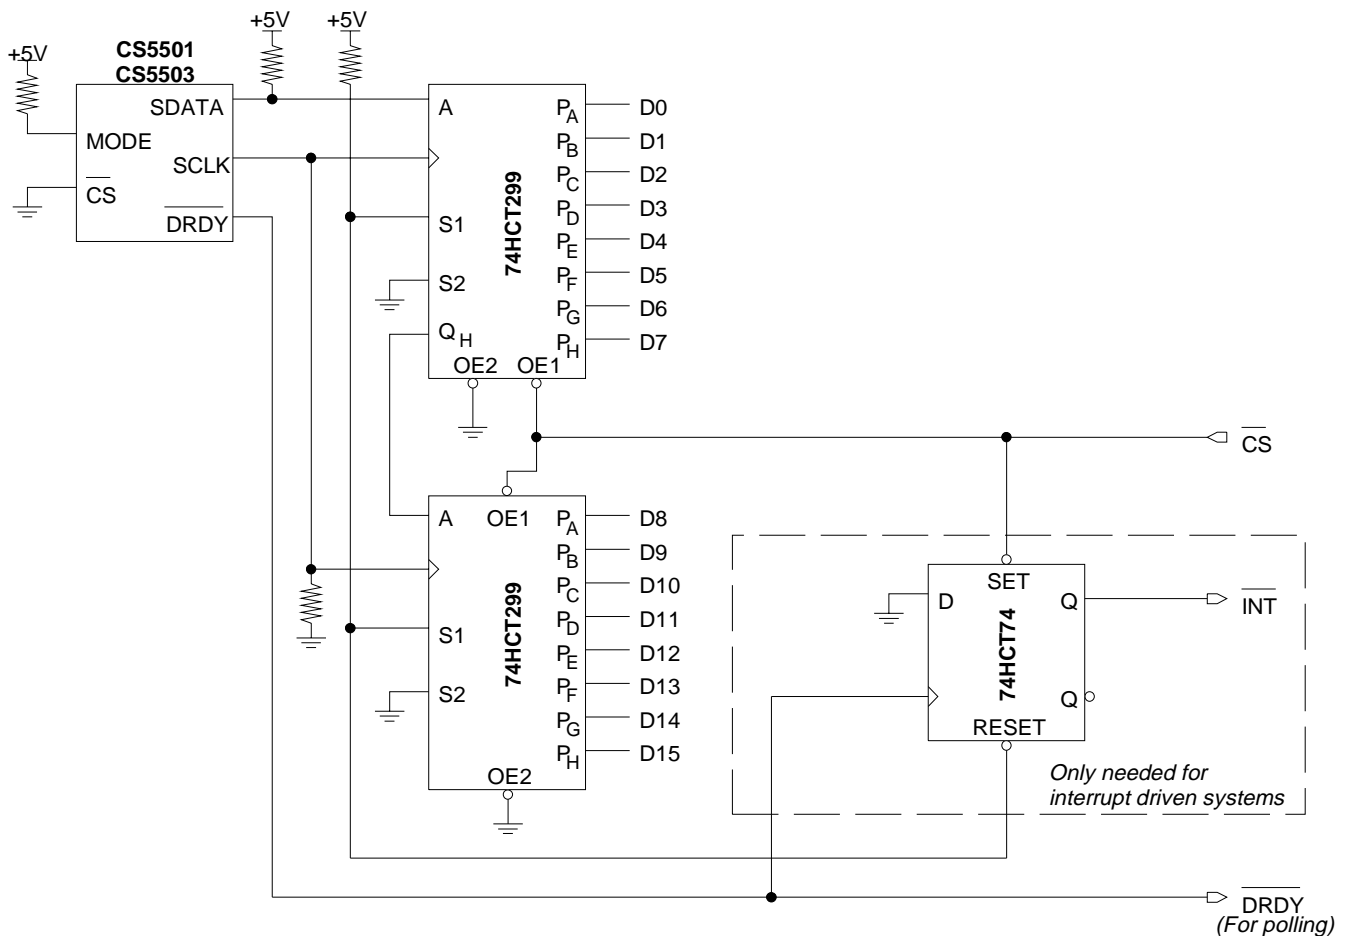 +5V
+5V
+5V
CS5501
CS5503
SDATA
MODE
SCLK
CS
DRDY
A
S1
S2
QH
OE2 OE1
74HCT299
PA D0
PB D1
PC D2
PD D3
PE D4
PF D5
PG D6
PH D7
CS
A
OE1
S1
S2
OE2
74HCT299
PA D8
PB D9
PC D10
PD D11
PE D12
PF D13
PG D14
PH D15
SET
D
Q
INT
74HCT74
Q
RESET
Only needed for
interrupt driven systems
DRDY
(For polling)